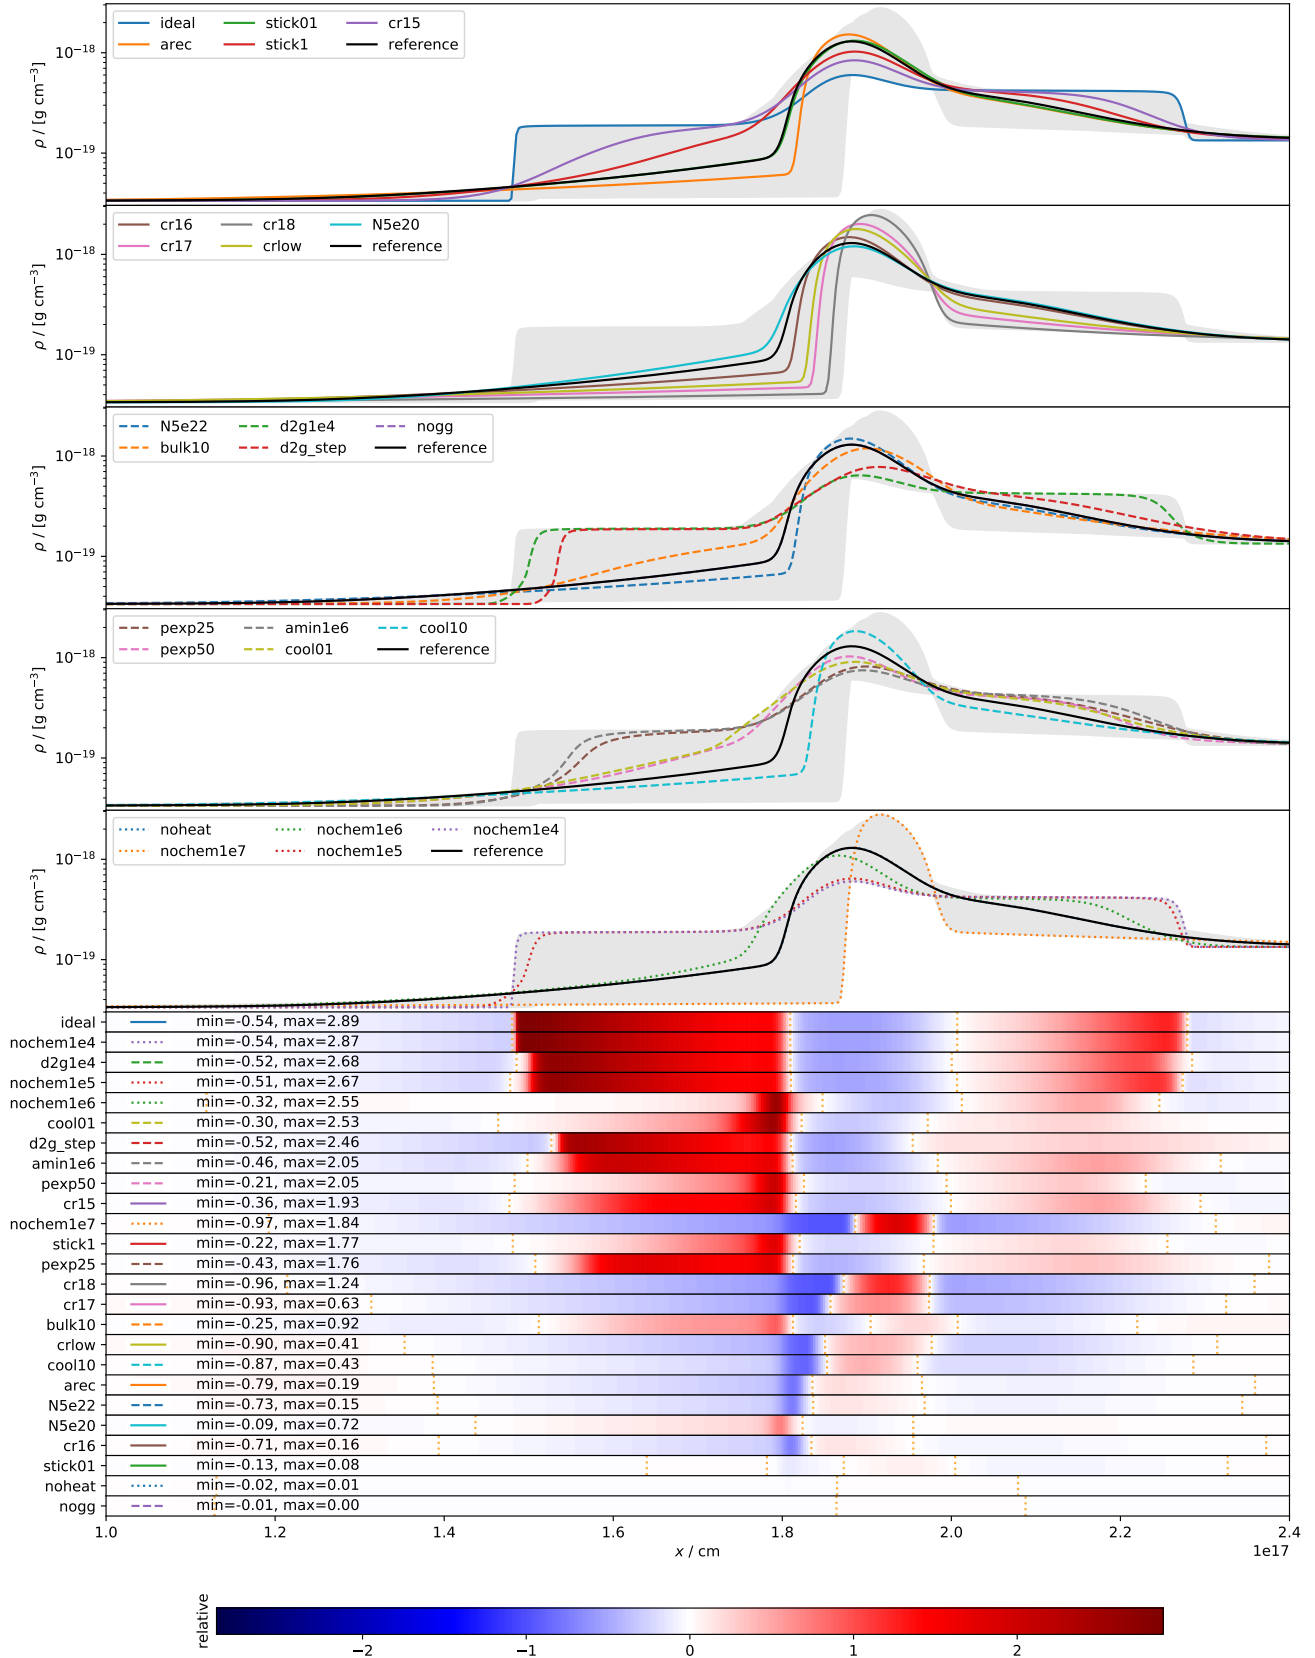 ideal stick01 cr15
arec stick1 reference
10⁻¹⁸
10⁻¹⁹
ρ / [g cm⁻³]
cr16 cr18 N5e20
cr17 crlow reference
10⁻¹⁸
10⁻¹⁹
ρ / [g cm⁻³]
N5e22 d2g1e4 nogg
bulk10 d2g_step reference
10⁻¹⁸
10⁻¹⁹
ρ / [g cm⁻³]
pexp25 amin1e6 cool10
pexp50 cool01 reference
10⁻¹⁸
10⁻¹⁹
ρ / [g cm⁻³]
noheat nochem1e6 nochem1e4
nochem1e7 nochem1e5 reference
10⁻¹⁸
10⁻¹⁹
ρ / [g cm⁻³]
ideal min=-0.54, max=2.89
nochem1e4 min=-0.54, max=2.87
d2g1e4 min=-0.52, max=2.68
nochem1e5 min=-0.51, max=2.67
nochem1e6 min=-0.32, max=2.55
cool01 min=-0.30, max=2.53
d2g_step min=-0.52, max=2.46
amin1e6 min=-0.46, max=2.05
pexp50 min=-0.21, max=2.05
cr15 min=-0.36, max=1.93
nochem1e7 min=-0.97, max=1.84
stick1 min=-0.22, max=1.77
pexp25 min=-0.43, max=1.76
cr18 min=-0.96, max=1.24
cr17 min=-0.93, max=0.63
bulk10 min=-0.25, max=0.92
crlow min=-0.90, max=0.41
cool10 min=-0.87, max=0.43
arec min=-0.79, max=0.19
N5e22 min=-0.73, max=0.15
N5e20 min=-0.09, max=0.72
cr16 min=-0.71, max=0.16
stick01 min=-0.13, max=0.08
noheat min=-0.02, max=0.01
nogg min=-0.01, max=0.00
1.0 1.2 1.4 1.6 1.8 2.0 2.2 2.4
x / cm
1e17
relative
−2 −1 0 1 2